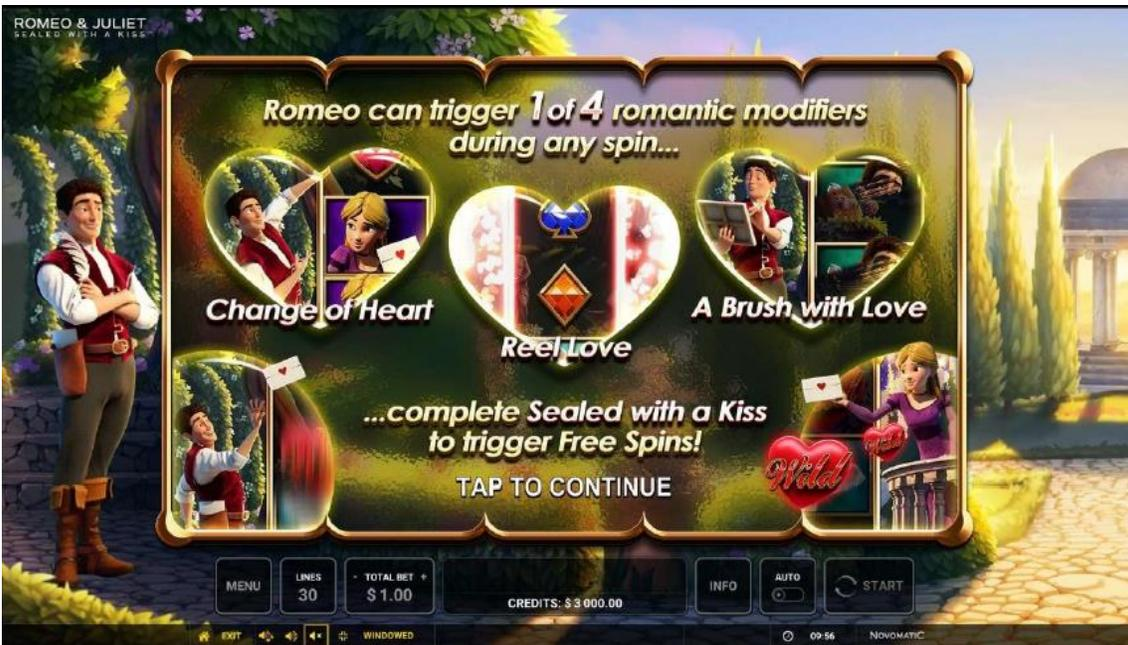 ROMEO & JULIET
SEALED WITH A KISS
Romeo can trigger 1 of 4 romantic modifiers
during any spin...
Change of Heart
A Brush with Love
Reel Love
...complete Sealed with a Kiss
to trigger Free Spins!
Wild
Wild
TAP TO CONTINUE
MENU
LINES
30
- TOTAL BET +
$ 1.00
CREDITS: $ 3 000.00
INFO
AUTO
START
EXIT
WINDOWED
09:56
NOVOMATIC